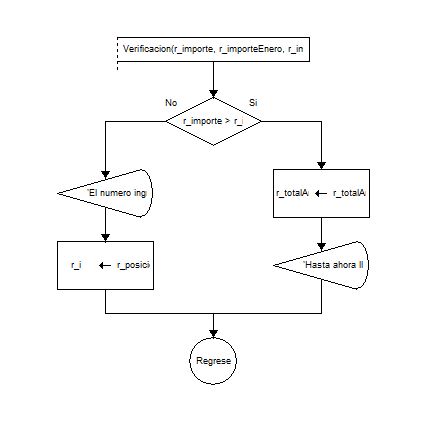 Verificacion(r_importe, r_importeEnero, r_in
No
Si
r_importe > r_i
'El numero ing
r_totalA r_totalA
r_i r_posici
'Hasta ahora ll
Regrese